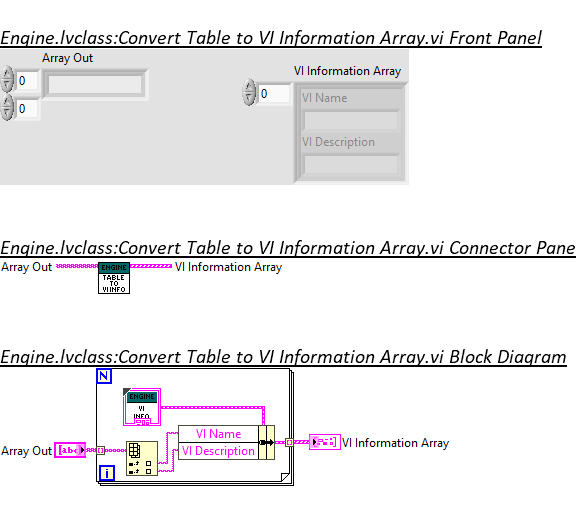 Engine.lvclass:Convert Table to VI Information Array.vi Front Panel
Array Out
0
0
VI Information Array
0
VI Name
VI Description
Engine.lvclass:Convert Table to VI Information Array.vi Connector Pane
Array Out
ENGINE
TABLE
TO
VI INFO
VI Information Array
Engine.lvclass:Convert Table to VI Information Array.vi Block Diagram
N
ENGINE
VI
INFO
VI Name
VI Description
Array Out
[abc]
VI Information Array
i